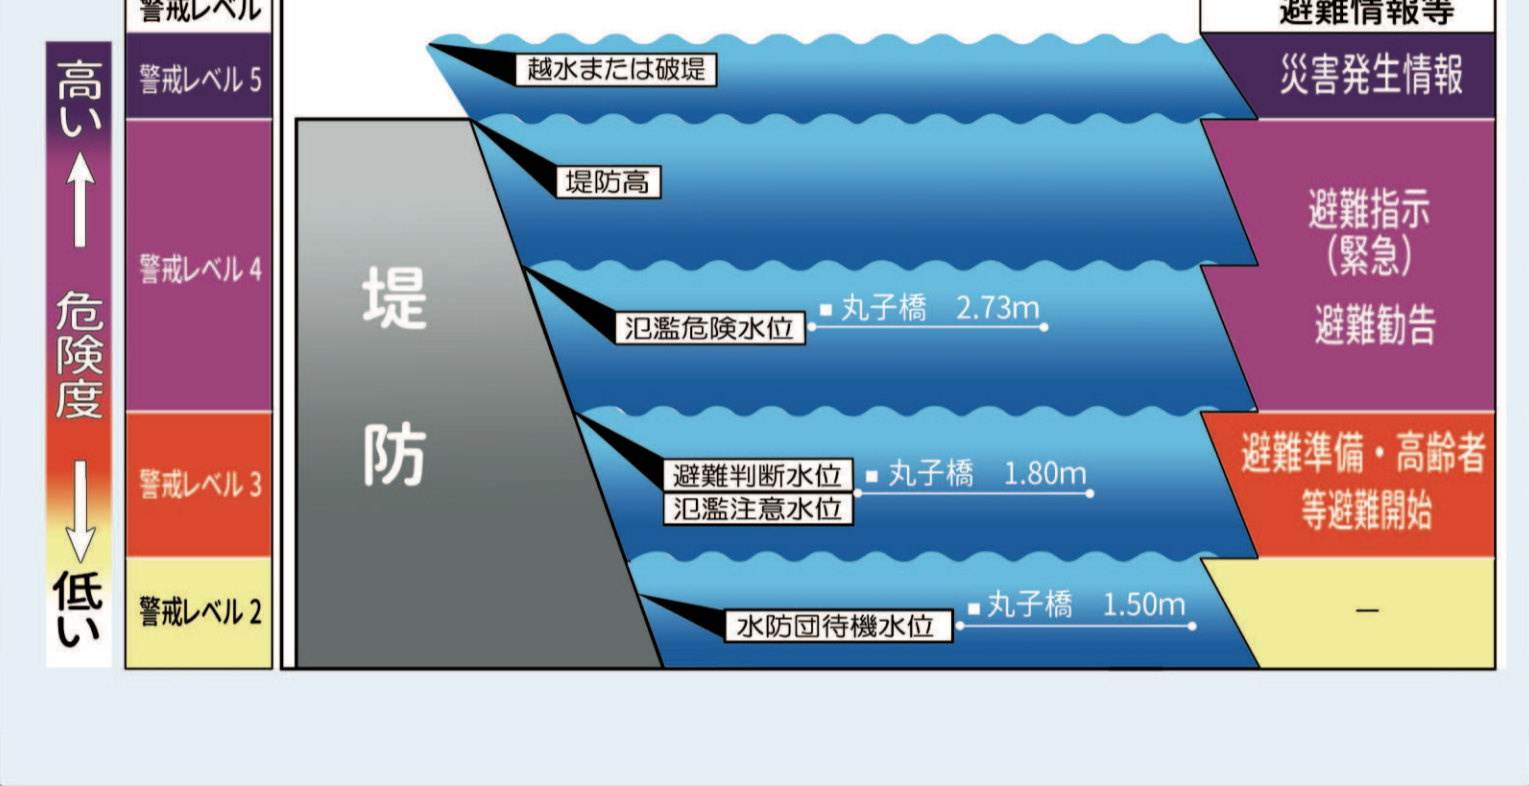 警戒レベル
避難情報等
高い
警戒レベル 5
越水または破堤
災害発生情報
堤防高
警戒レベル 4
避難指示
（緊急）
避難勧告
危険度
堤防
氾濫危険水位
■ 丸子橋 2.73m
警戒レベル 3
避難判断水位
氾濫注意水位
■ 丸子橋 1.80m
避難準備・高齢者
等避難開始
低い
警戒レベル 2
水防団待機水位
■ 丸子橋 1.50m
－